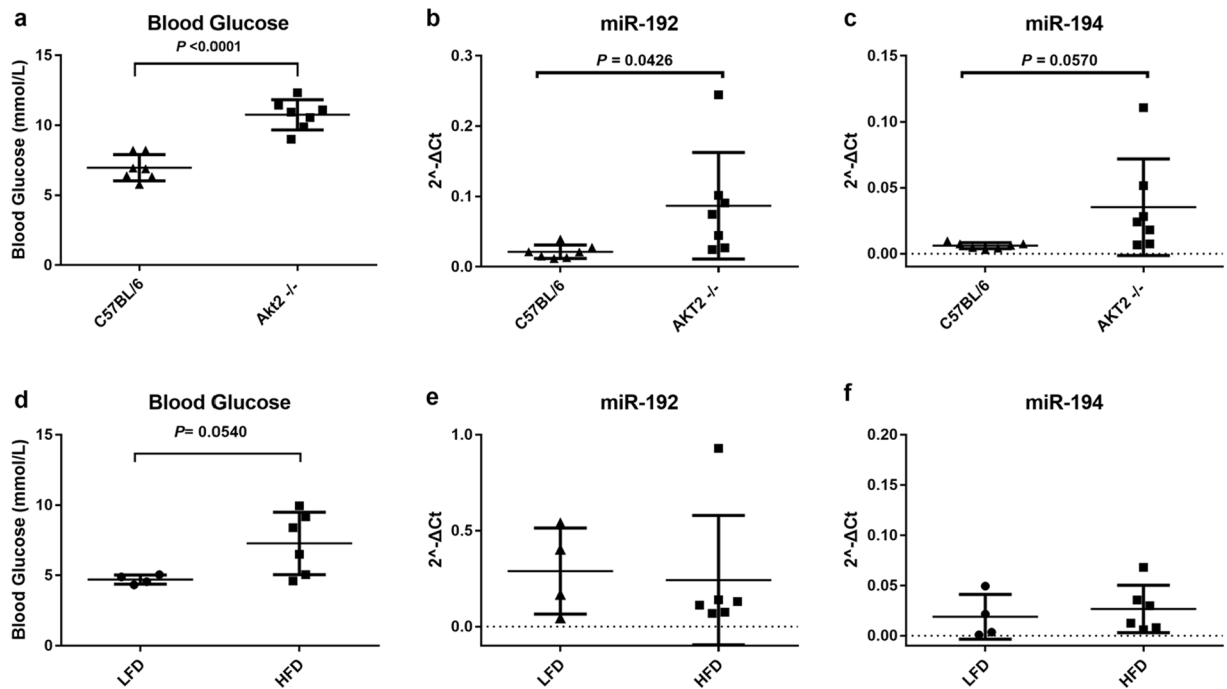 a
Blood Glucose
P <0.0001
Blood Glucose (mmol/L)
15
10
5
0
C57BL/6
Akt2 -/-
b
miR-192
P = 0.0426
2^-ΔCt
0.3
0.2
0.1
0.0
C57BL/6
AKT2 -/-
c
miR-194
P = 0.0570
2^-ΔCt
0.15
0.10
0.05
0.00
C57BL/6
AKT2 -/-
d
Blood Glucose
P= 0.0540
Blood Glucose (mmol/L)
15
10
5
0
LFD
HFD
e
miR-192
2^-ΔCt
1.0
0.5
0.0
LFD
HFD
f
miR-194
2^-ΔCt
0.20
0.15
0.10
0.05
0.00
LFD
HFD